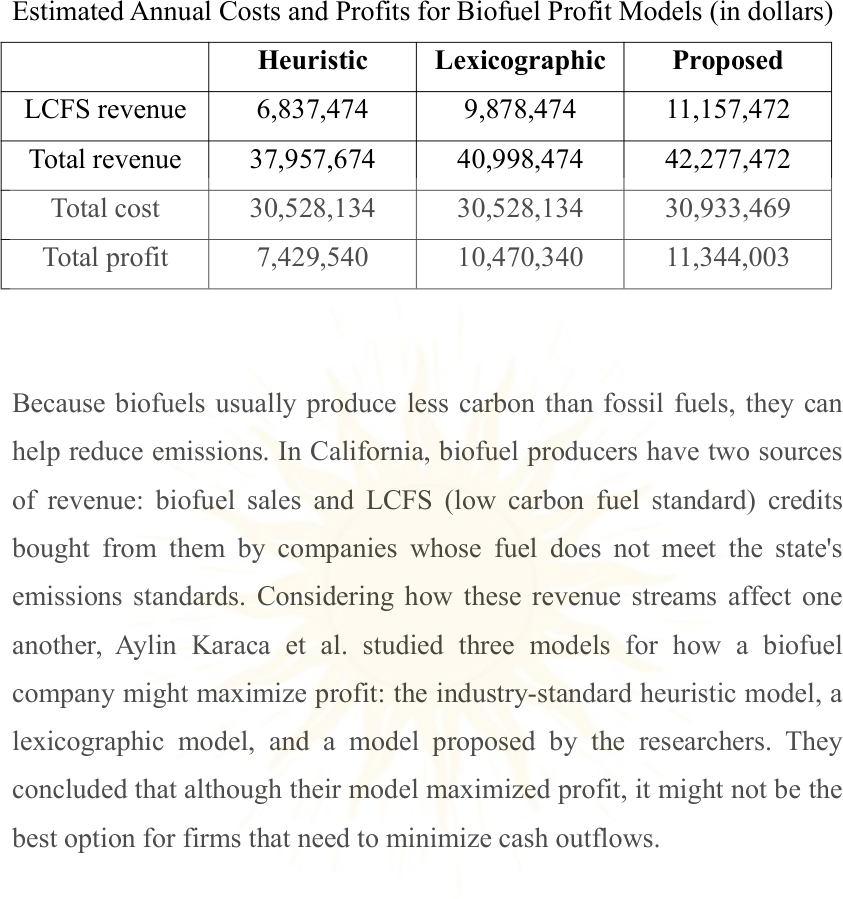 Estimated Annual Costs and Profits for Biofuel Profit Models (in dollars)
Heuristic Lexicographic Proposed
LCFS revenue 6,837,474 9,878,474 11,157,472
Total revenue 37,957,674 40,998,474 42,277,472
Total cost 30,528,134 30,528,134 30,933,469
Total profit 7,429,540 10,470,340 11,344,003
Because biofuels usually produce less carbon than fossil fuels, they can
help reduce emissions. In California, biofuel producers have two sources
of revenue: biofuel sales and LCFS (low carbon fuel standard) credits
bought from them by companies whose fuel does not meet the state's
emissions standards. Considering how these revenue streams affect one
another, Aylin Karaca et al. studied three models for how a biofuel
company might maximize profit: the industry-standard heuristic model, a
lexicographic model, and a model proposed by the researchers. They
concluded that although their model maximized profit, it might not be the
best option for firms that need to minimize cash outflows.